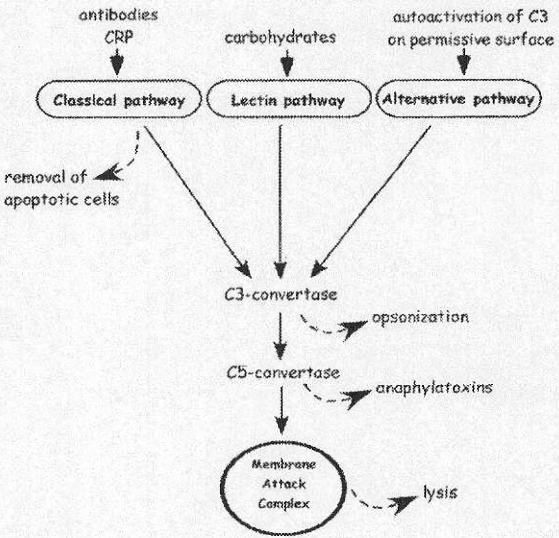 antibodies
CRP
carbohydrates
autoactivation of C3
on permissive surface
Classical pathway
Lectin pathway
Alternative pathway
removal of
apoptotic cells
C3-convertase
opsonization
C5-convertase
anaphylatoxins
Membrane
Attack
Complex
lysis